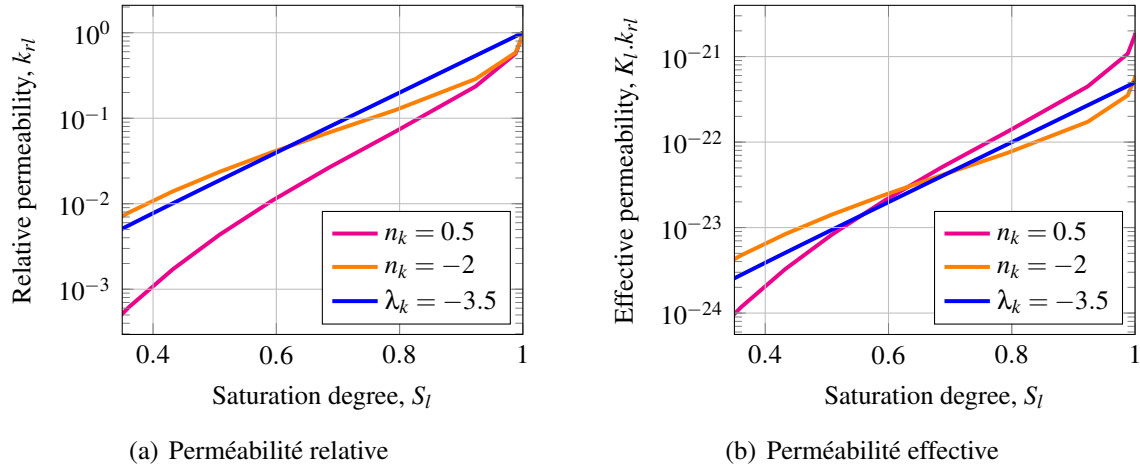 Relative permeability, k_rl
10^0
10^−1
10^−2
10^−3
n_k = 0.5
n_k = −2
λ_k = −3.5
0.4 0.6 0.8 1
Saturation degree, S_l
(a) Perméabilité relative
Effective permeability, K_l.k_rl
10^−21
10^−22
10^−23
10^−24
n_k = 0.5
n_k = −2
λ_k = −3.5
0.4 0.6 0.8 1
Saturation degree, S_l
(b) Perméabilité effective